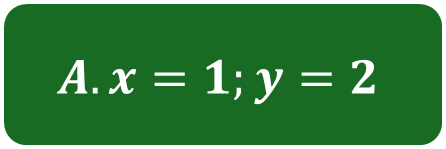 A. x = 1; y = 2